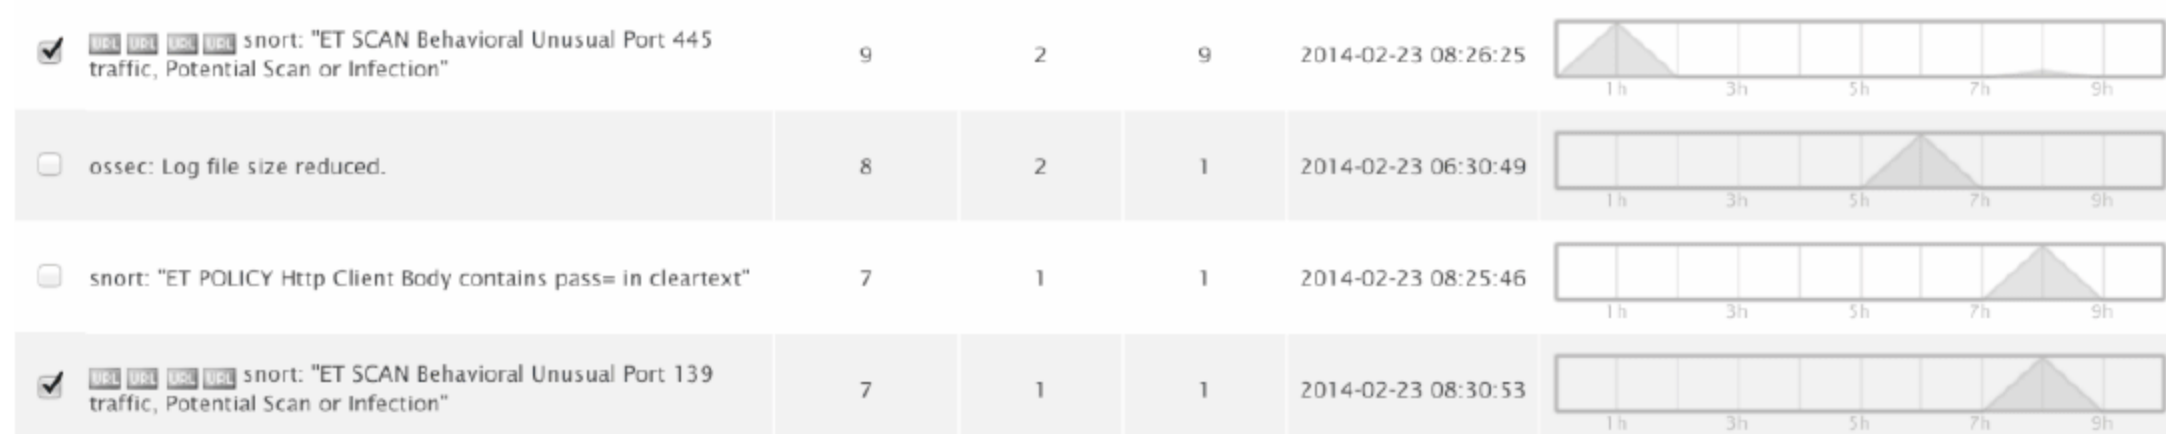 URL URL URL URL snort: "ET SCAN Behavioral Unusual Port 445
traffic, Potential Scan or Infection"
9 2 9 2014-02-23 08:26:25
1h 3h 5h 7h 9h
ossec: Log file size reduced. 8 2 1 2014-02-23 06:30:49
1h 3h 5h 7h 9h
snort: "ET POLICY Http Client Body contains pass= in cleartext" 7 1 1 2014-02-23 08:25:46
1h 3h 5h 7h 9h
URL URL URL URL snort: "ET SCAN Behavioral Unusual Port 139
traffic, Potential Scan or Infection"
7 1 1 2014-02-23 08:30:53
1h 3h 5h 7h 9h